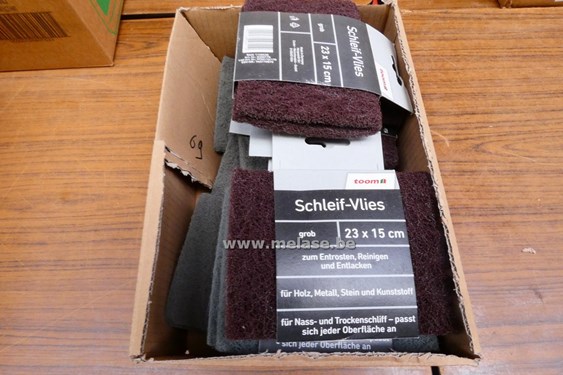 Schleif-Vlies
23 x 15 cm
toom
69
toom
Schleif-Vlies
grob 23 x 15 cm
www.melase.be
zum Entrosten, Reinigen
und Entlacken
für Holz, Metall, Stein und Kunststoff
für Nass- und Trockenschliff – passt
sich jeder Oberfläche an
sich jeder Oberfläche an